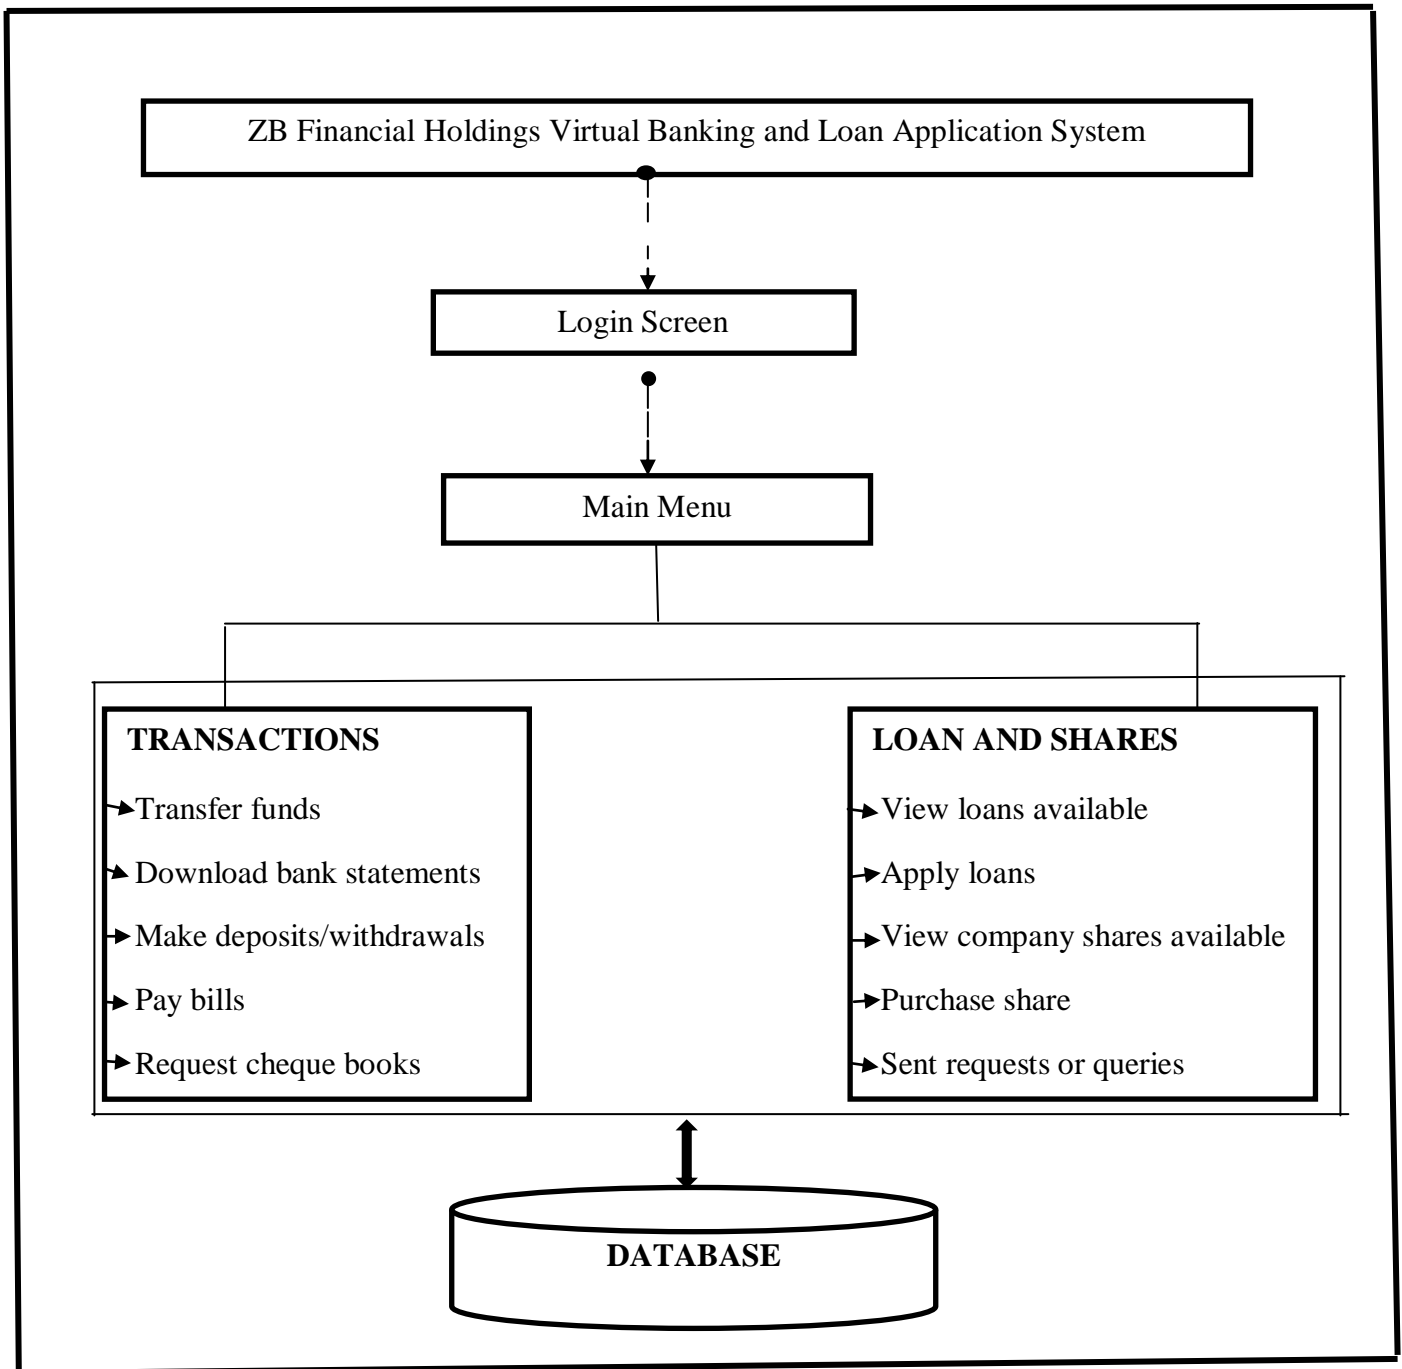 ZB Financial Holdings Virtual Banking and Loan Application System
Login Screen
Main Menu
TRANSACTIONS
Transfer funds
Download bank statements
Make deposits/withdrawals
Pay bills
Request cheque books
LOAN AND SHARES
View loans available
Apply loans
View company shares available
Purchase share
Sent requests or queries
DATABASE